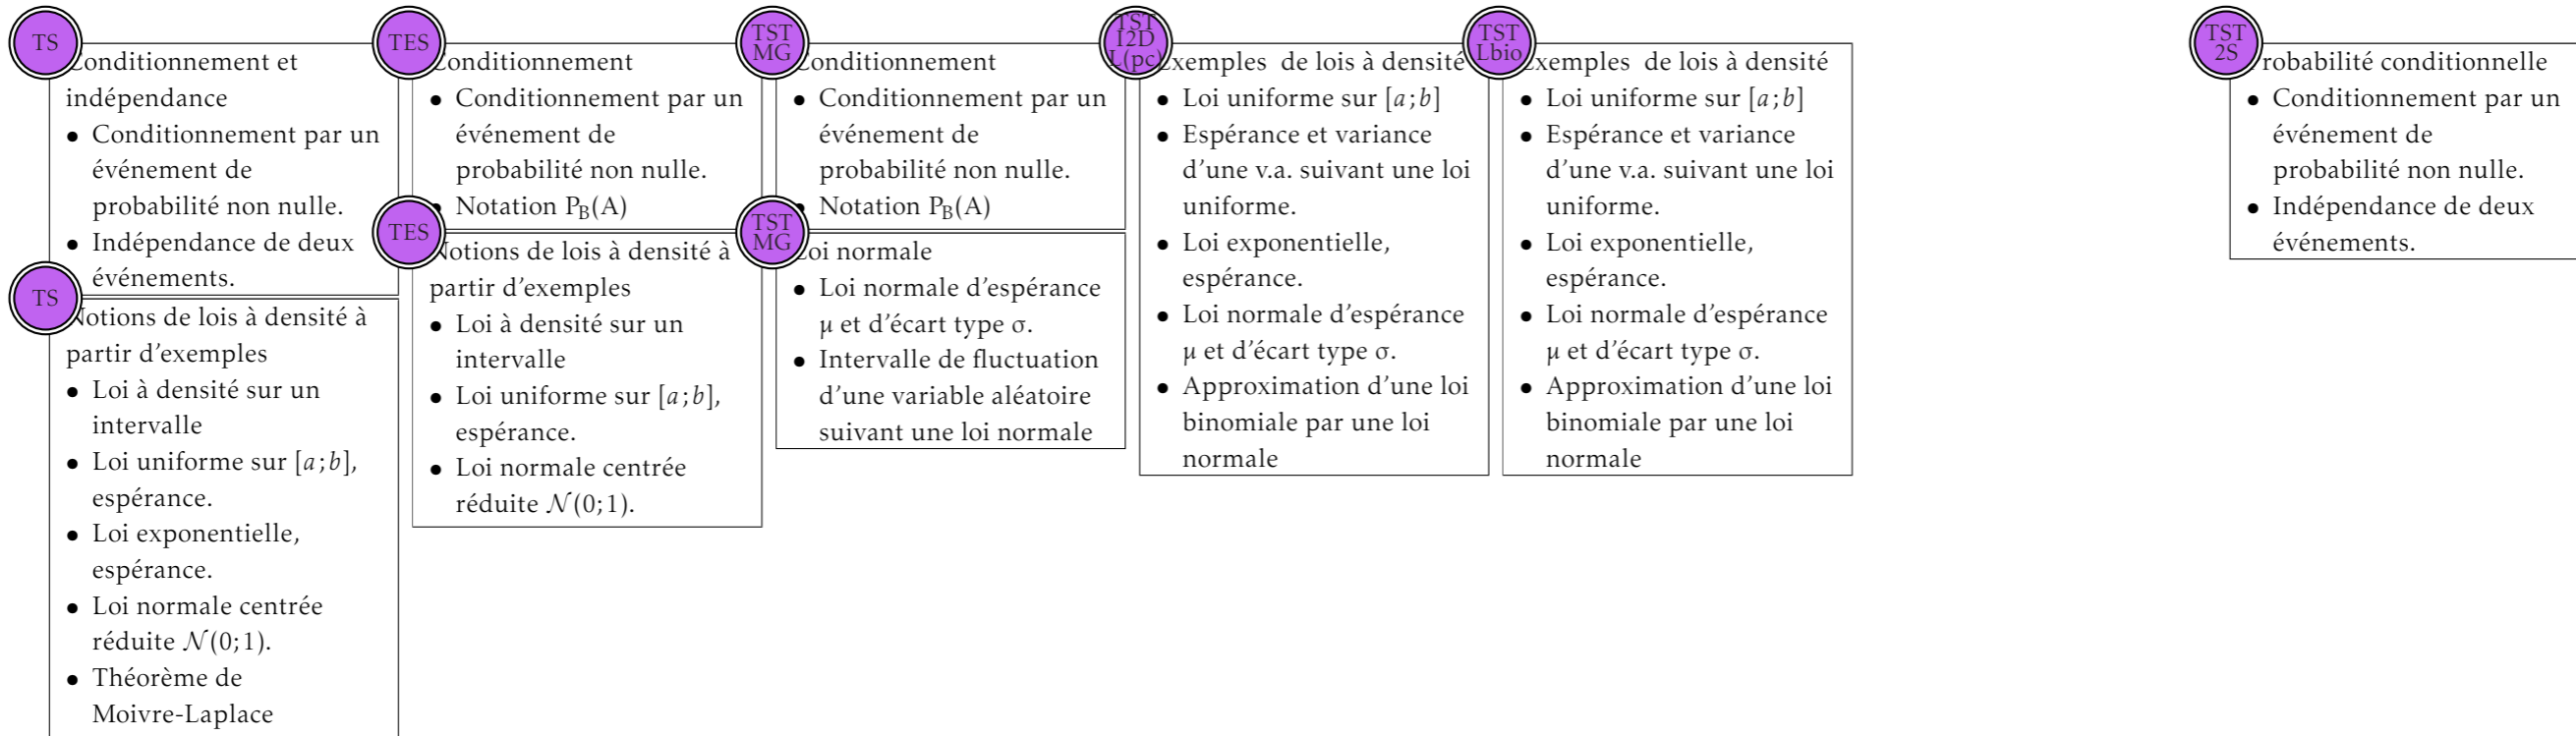 TS
Conditionnement et
indépendance
• Conditionnement par un
événement de
probabilité non nulle.
• Indépendance de deux
événements.
TS
Notions de lois à densité à
partir d'exemples
• Loi à densité sur un
intervalle
• Loi uniforme sur [a;b],
espérance.
• Loi exponentielle,
espérance.
• Loi normale centrée
réduite N(0;1).
• Théorème de
Moivre-Laplace
TES
Conditionnement
• Conditionnement par un
événement de
probabilité non nulle.
• Notation P_B(A)
TES
Notions de lois à densité à
partir d'exemples
• Loi à densité sur un
intervalle
• Loi uniforme sur [a;b],
espérance.
• Loi normale centrée
réduite N(0;1).
TST
MG
Conditionnement
• Conditionnement par un
événement de
probabilité non nulle.
• Notation P_B(A)
TST
MG
Loi normale
• Loi normale d'espérance
μ et d'écart type σ.
• Intervalle de fluctuation
d'une variable aléatoire
suivant une loi normale
TST
I2D
L(pc)
Exemples de lois à densité
• Loi uniforme sur [a;b]
• Espérance et variance
d'une v.a. suivant une loi
uniforme.
• Loi exponentielle,
espérance.
• Loi normale d'espérance
μ et d'écart type σ.
• Approximation d'une loi
binomiale par une loi
normale
TST
Lbio
Exemples de lois à densité
• Loi uniforme sur [a;b]
• Espérance et variance
d'une v.a. suivant une loi
uniforme.
• Loi exponentielle,
espérance.
• Loi normale d'espérance
μ et d'écart type σ.
• Approximation d'une loi
binomiale par une loi
normale
TST
2S
Probabilité conditionnelle
• Conditionnement par un
événement de
probabilité non nulle.
• Indépendance de deux
événements.